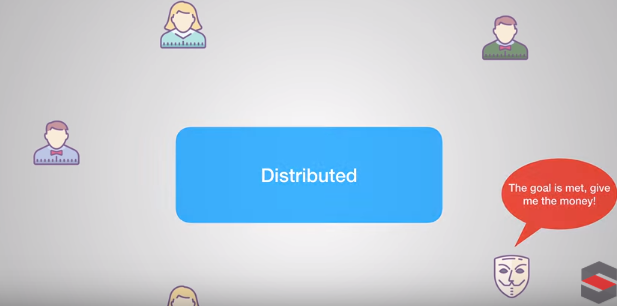 Distributed
The goal is met, give
me the money!